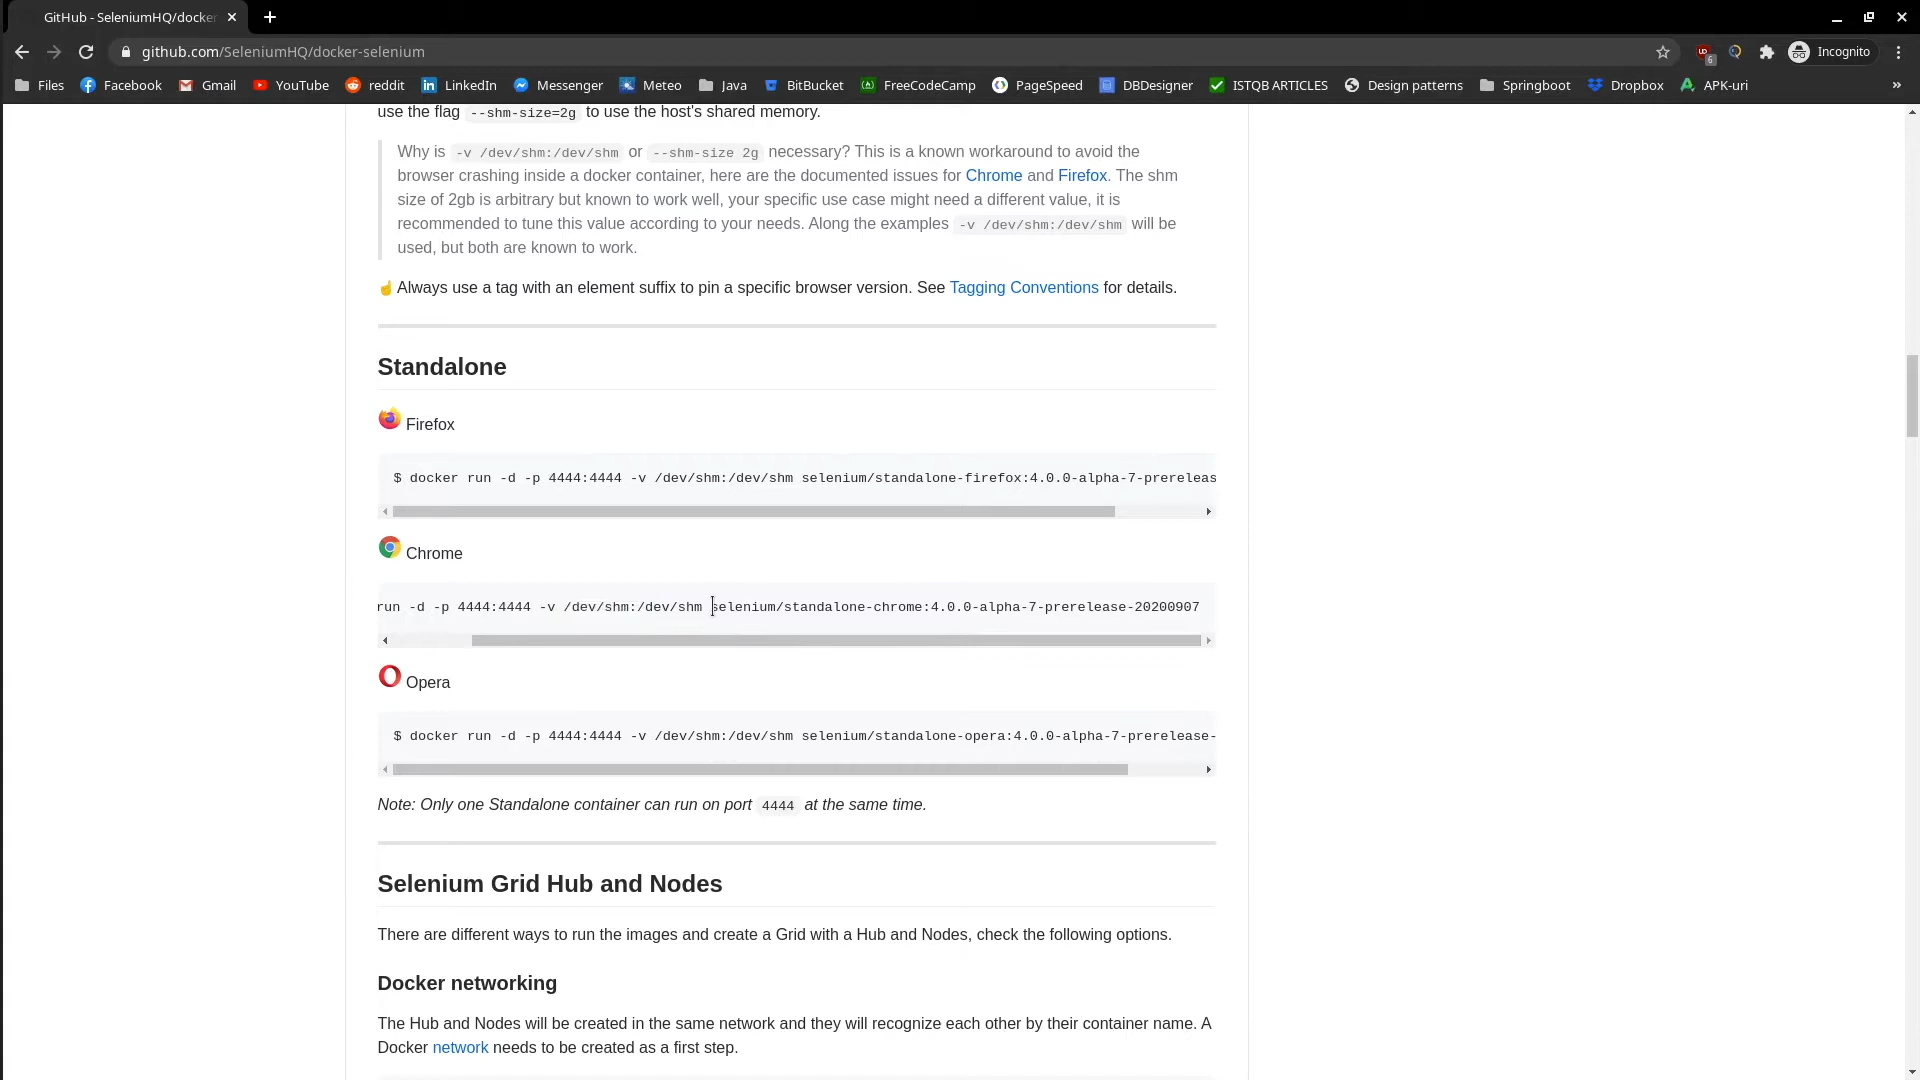 GitHub - SeleniumHQ/docker
github.com/SeleniumHQ/docker-selenium
6
Incognito
Files Facebook Gmail YouTube reddit LinkedIn Messenger Meteo Java BitBucket FreeCodeCamp PageSpeed DBDesigner ISTQB ARTICLES Design patterns Springboot Dropbox APK-uri »
use the flag --shm-size=2g to use the host's shared memory.
Why is -v /dev/shm:/dev/shm or --shm-size 2g necessary? This is a known workaround to avoid the
browser crashing inside a docker container, here are the documented issues for Chrome and Firefox. The shm
size of 2gb is arbitrary but known to work well, your specific use case might need a different value, it is
recommended to tune this value according to your needs. Along the examples -v /dev/shm:/dev/shm will be
used, but both are known to work.
☝Always use a tag with an element suffix to pin a specific browser version. See Tagging Conventions for details.
Standalone
Firefox
$ docker run -d -p 4444:4444 -v /dev/shm:/dev/shm selenium/standalone-firefox:4.0.0-alpha-7-prereleas
Chrome
run -d -p 4444:4444 -v /dev/shm:/dev/shm selenium/standalone-chrome:4.0.0-alpha-7-prerelease-20200907
Opera
$ docker run -d -p 4444:4444 -v /dev/shm:/dev/shm selenium/standalone-opera:4.0.0-alpha-7-prerelease-
Note: Only one Standalone container can run on port 4444 at the same time.
Selenium Grid Hub and Nodes
There are different ways to run the images and create a Grid with a Hub and Nodes, check the following options.
Docker networking
The Hub and Nodes will be created in the same network and they will recognize each other by their container name. A
Docker network needs to be created as a first step.